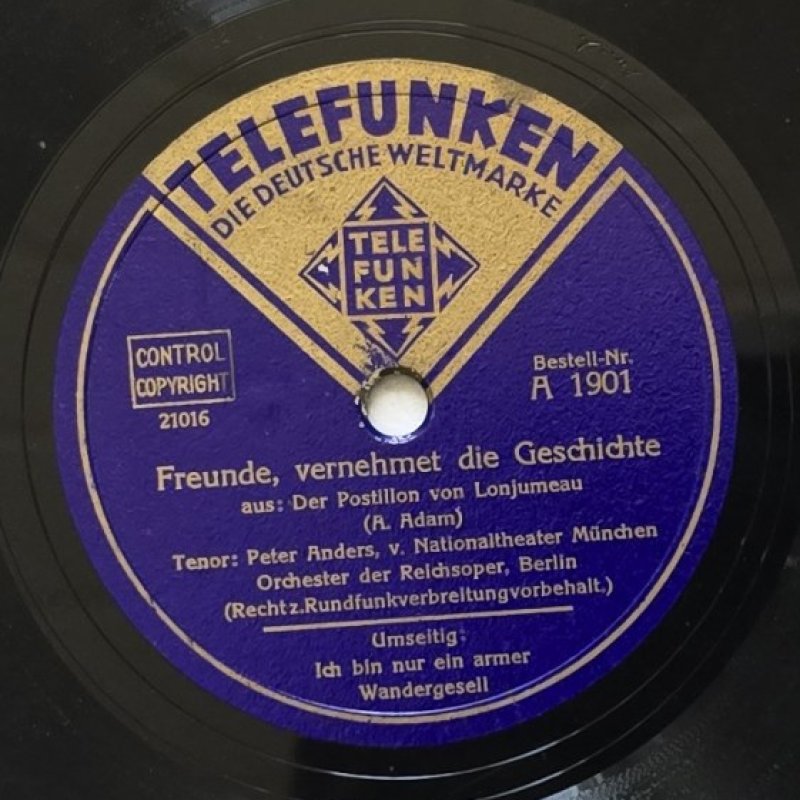 TELEFUNKEN
DIE DEUTSCHE WELTMARKE
TELE
FUN
KEN
CONTROL
COPYRIGHT
21016
Bestell-Nr.
A 1901
Freunde, vernehmet die Geschichte
aus: Der Postillon von Lonjumeau
(A. Adam)
Tenor: Peter Anders, v. Nationaltheater München
Orchester der Reichsoper, Berlin
(Recht z. Rundfunkverbreitung vorbehalt.)
Umseitig:
Ich bin nur ein armer
Wandergesell